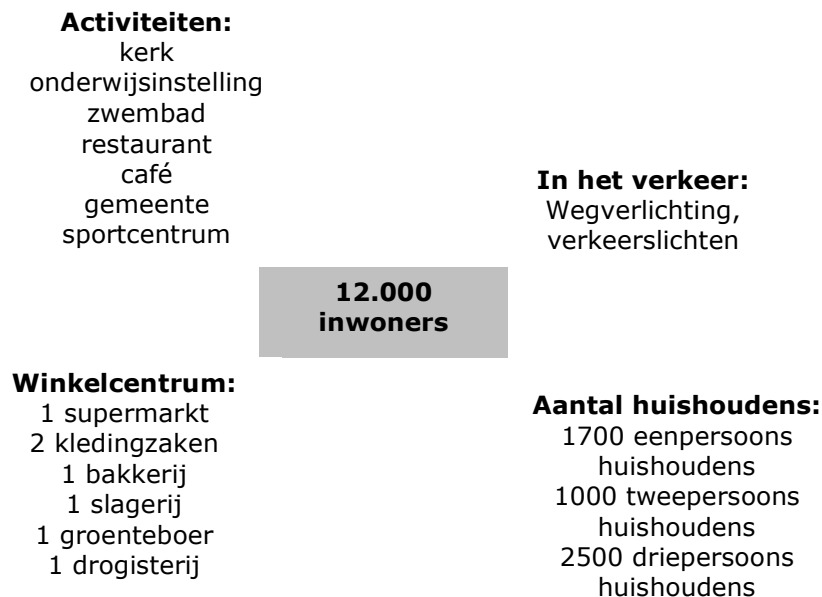 Activiteiten:
kerk
onderwijsinstelling
zwembad
restaurant
café
gemeente
sportcentrum
In het verkeer:
Wegverlichting,
verkeerslichten
12.000
inwoners
Winkelcentrum:
1 supermarkt
2 kledingzaken
1 bakkerij
1 slagerij
1 groenteboer
1 drogisterij
Aantal huishoudens:
1700 eenpersoons
huishoudens
1000 tweepersoons
huishoudens
2500 driepersoons
huishoudens